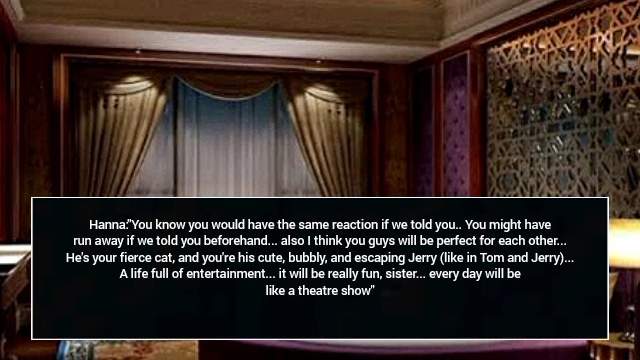 Hanna:"You know you would have the same reaction if we told you.. You might have
run away if we told you beforehand... also I think you guys will be perfect for each other...
He's your fierce cat, and you're his cute, bubbly, and escaping Jerry (like in Tom and Jerry)...
A life full of entertainment... it will be really fun, sister... every day will be
like a theatre show"